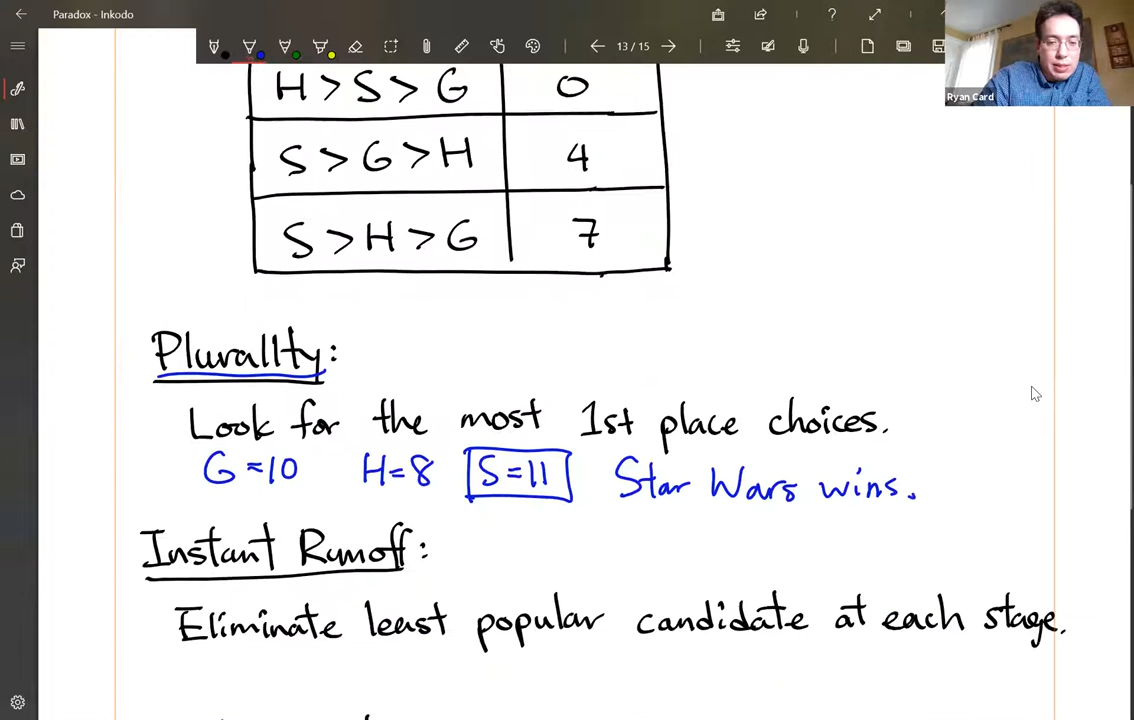 Paradox - Inkodo
13 / 15
Ryan Card
H > S > G 0
S > G > H 4
S > H > G 7
Plurality:
Look for the most 1st place choices.
G = 10 H = 8 S = 11 Star Wars wins.
Instant Runoff:
Eliminate least popular candidate at each stage.